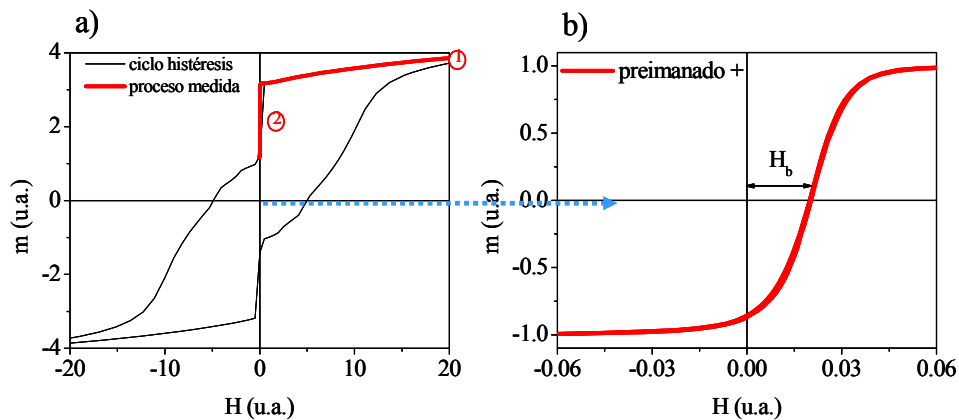 a)
ciclo histéresis
proceso medida
1
2
4
2
0
-2
-4
-20
-10
0
10
20
m (u.a.)
H (u.a.)
b)
preimanado +
H_b
1.0
0.5
0.0
-0.5
-1.0
-0.06
-0.03
0.00
0.03
0.06
m (u.a.)
H (u.a.)